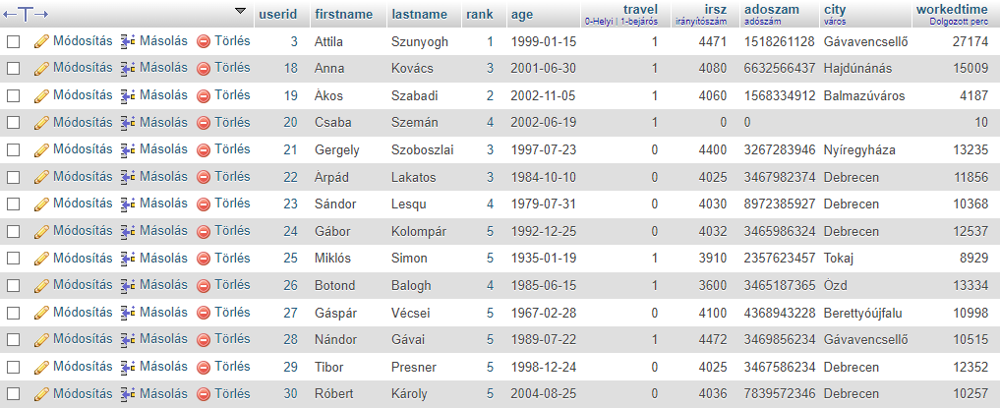 ←T→ userid firstname lastname rank age travel irsz adoszam city workedtime
0-Helyi | 1-bejárós irányítószám adószám város Dolgozott perc
Módosítás Másolás Törlés 3 Attila Szunyogh 1 1999-01-15 1 4471 1518261128 Gávavencsellő 27174
Módosítás Másolás Törlés 18 Anna Kovács 3 2001-06-30 1 4080 6632566437 Hajdúnánás 15009
Módosítás Másolás Törlés 19 Ákos Szabadi 2 2002-11-05 1 4060 1568334912 Balmazúváros 4187
Módosítás Másolás Törlés 20 Csaba Szemán 4 2002-06-19 1 0 0 10
Módosítás Másolás Törlés 21 Gergely Szoboszlai 3 1997-07-23 0 4400 3267283946 Nyíregyháza 13235
Módosítás Másolás Törlés 22 Árpád Lakatos 3 1984-10-10 0 4025 3467982374 Debrecen 11856
Módosítás Másolás Törlés 23 Sándor Lesqu 4 1979-07-31 0 4030 8972385927 Debrecen 10368
Módosítás Másolás Törlés 24 Gábor Kolompár 5 1992-12-25 0 4032 3465986324 Debrecen 12537
Módosítás Másolás Törlés 25 Miklós Simon 5 1935-01-19 1 3910 2357623457 Tokaj 8929
Módosítás Másolás Törlés 26 Botond Balogh 4 1985-06-15 1 3600 3465187365 Ózd 13334
Módosítás Másolás Törlés 27 Gáspár Vécsei 5 1967-02-28 0 4100 4368943228 Berettyóújfalu 10998
Módosítás Másolás Törlés 28 Nándor Gávai 5 1989-07-22 1 4472 3469856234 Gávavencsellő 10515
Módosítás Másolás Törlés 29 Tibor Presner 5 1998-12-24 0 4025 3467586234 Debrecen 12352
Módosítás Másolás Törlés 30 Róbert Károly 5 2004-08-25 0 4036 7839572346 Debrecen 10257